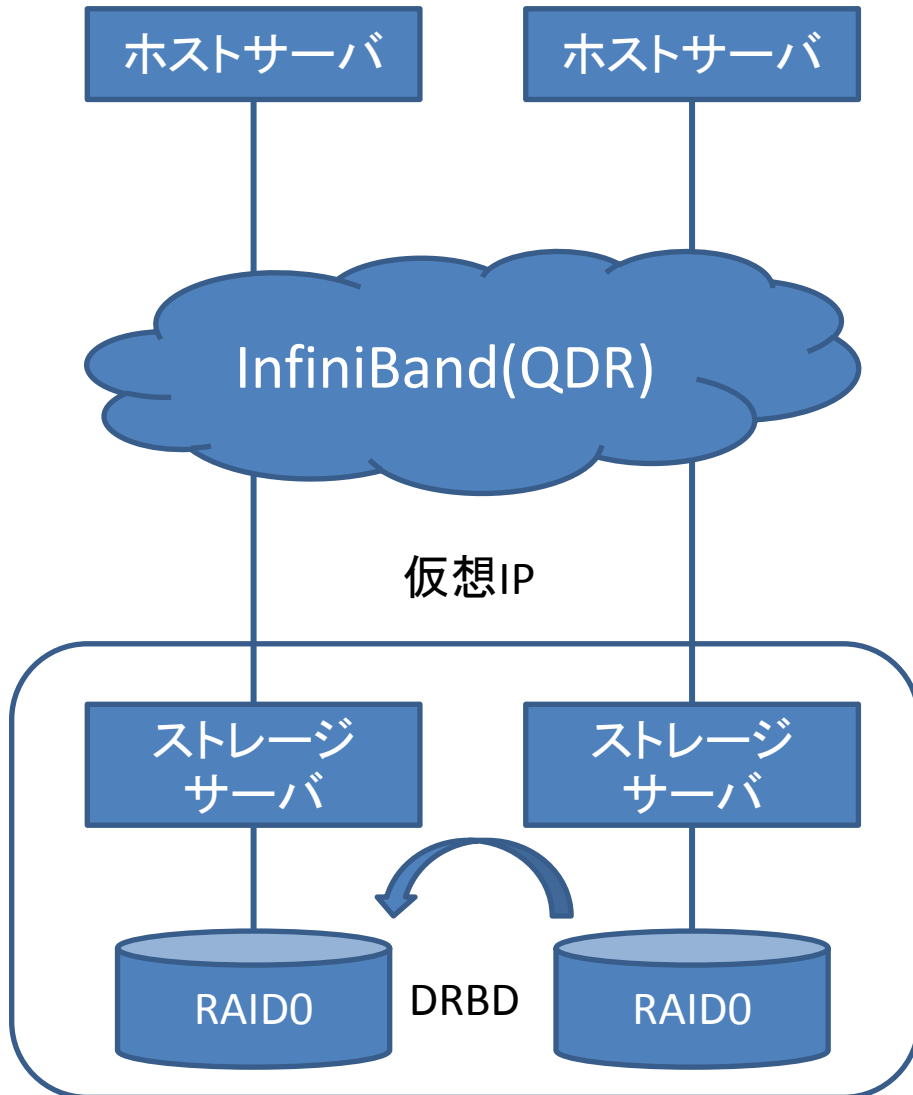 ホストサーバ
ホストサーバ
InfiniBand(QDR)
仮想IP
ストレージ
サーバ
ストレージ
サーバ
RAID0
DRBD
RAID0